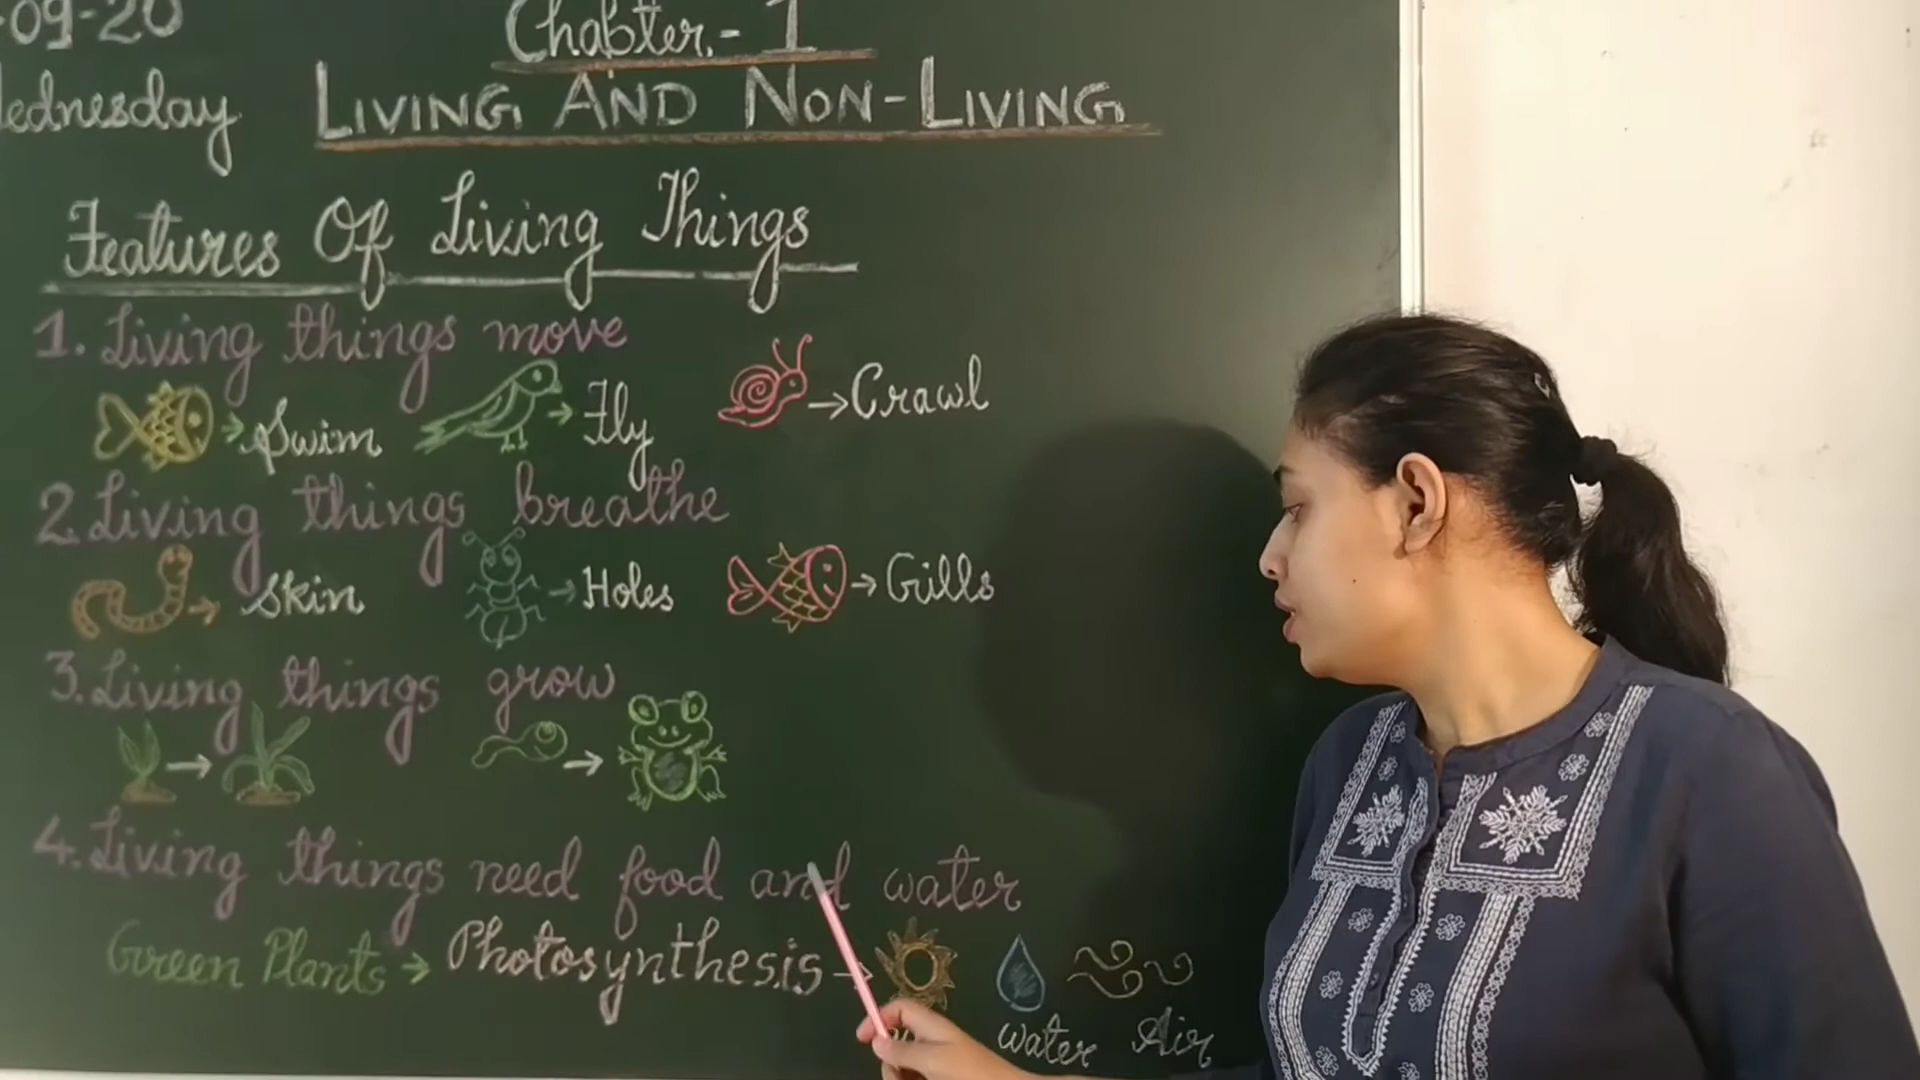 -09-20
Chapter.- 1
Wednesday
LIVING AND NON-LIVING
Features Of Living Things
1. Living things move
→ Swim → Fly → Crawl
2. Living things breathe
→ Skin → Holes → Gills
3. Living things grow
→ →
4. Living things need food and water
Green Plants → Photosynthesis →
Water Air